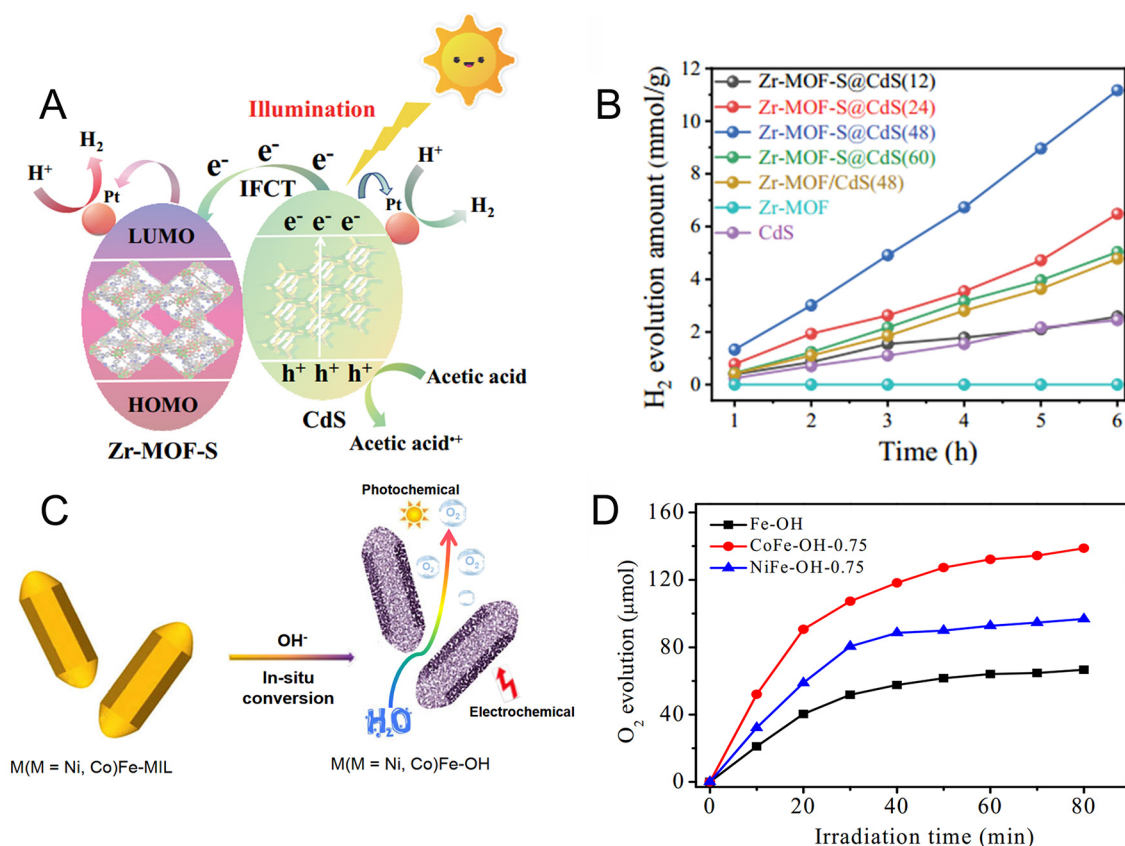 A
Illumination
H₂
H⁺
e⁻
e⁻
e⁻
IFCT
Pt
H⁺
Pt
H₂
LUMO
e⁻ e⁻ e⁻
HOMO
h⁺ h⁺ h⁺
CdS
Zr-MOF-S
Acetic acid
Acetic acid•⁺
B
H₂ evolution amount (mmol/g)
12
10
8
6
4
2
0
Zr-MOF-S@CdS(12)
Zr-MOF-S@CdS(24)
Zr-MOF-S@CdS(48)
Zr-MOF-S@CdS(60)
Zr-MOF/CdS(48)
Zr-MOF
CdS
1 2 3 4 5 6
Time (h)
C
Photochemical
O₂
O₂
O₂
OH⁻
In-situ
conversion
H₂O
Electrochemical
M(M = Ni, Co)Fe-MIL
M(M = Ni, Co)Fe-OH
D
O₂ evolution (μmol)
160
120
80
40
0
Fe-OH
CoFe-OH-0.75
NiFe-OH-0.75
0 20 40 60 80
Irradiation time (min)